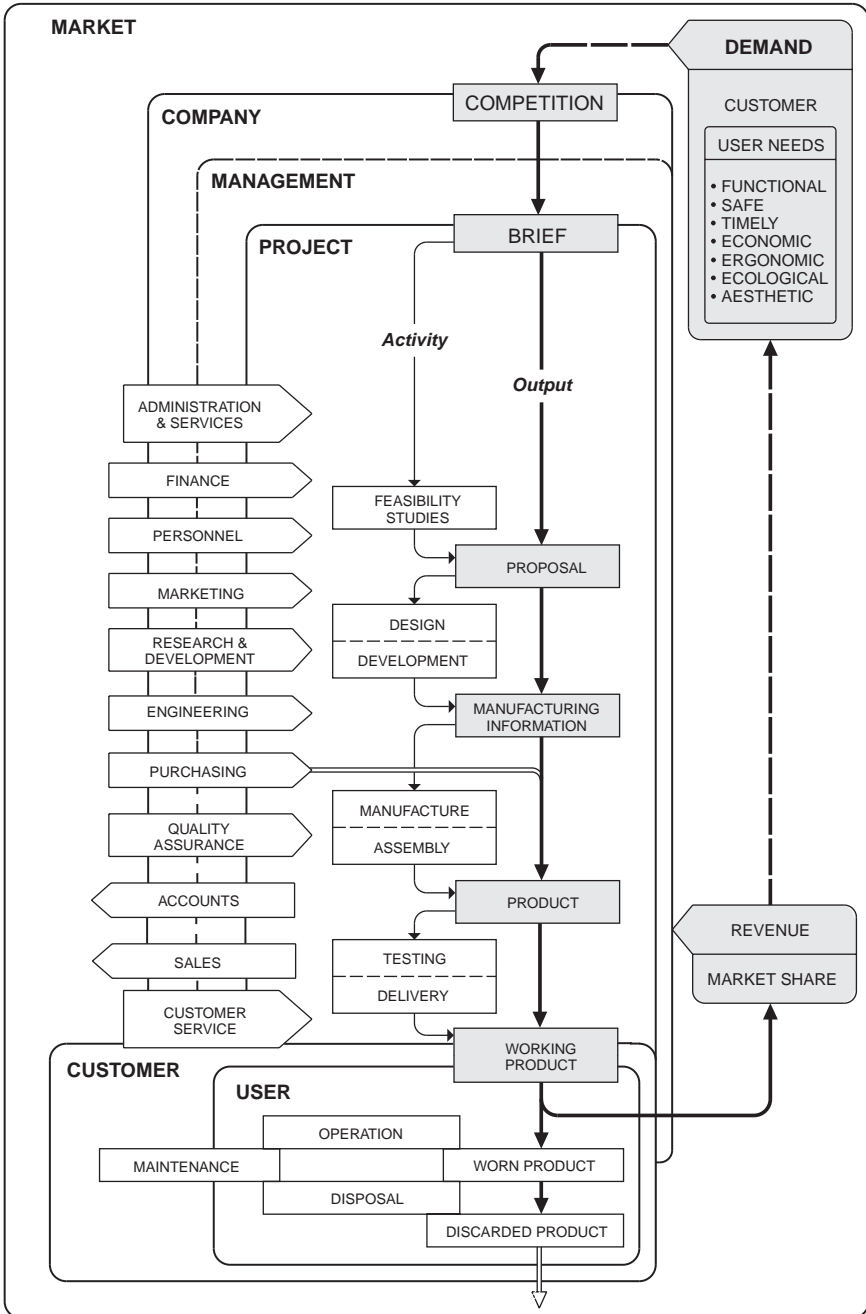 MARKET
DEMAND
CUSTOMER
USER NEEDS
• FUNCTIONAL
• SAFE
• TIMELY
• ECONOMIC
• ERGONOMIC
• ECOLOGICAL
• AESTHETIC
COMPETITION
COMPANY
MANAGEMENT
BRIEF
PROJECT
Activity
Output
ADMINISTRATION
& SERVICES
FINANCE
PERSONNEL
MARKETING
RESEARCH &
DEVELOPMENT
ENGINEERING
PURCHASING
QUALITY
ASSURANCE
ACCOUNTS
SALES
CUSTOMER
SERVICE
FEASIBILITY
STUDIES
PROPOSAL
DESIGN
DEVELOPMENT
MANUFACTURING
INFORMATION
MANUFACTURE
ASSEMBLY
PRODUCT
TESTING
DELIVERY
WORKING
PRODUCT
REVENUE
MARKET SHARE
CUSTOMER
USER
OPERATION
MAINTENANCE
WORN PRODUCT
DISPOSAL
DISCARDED PRODUCT